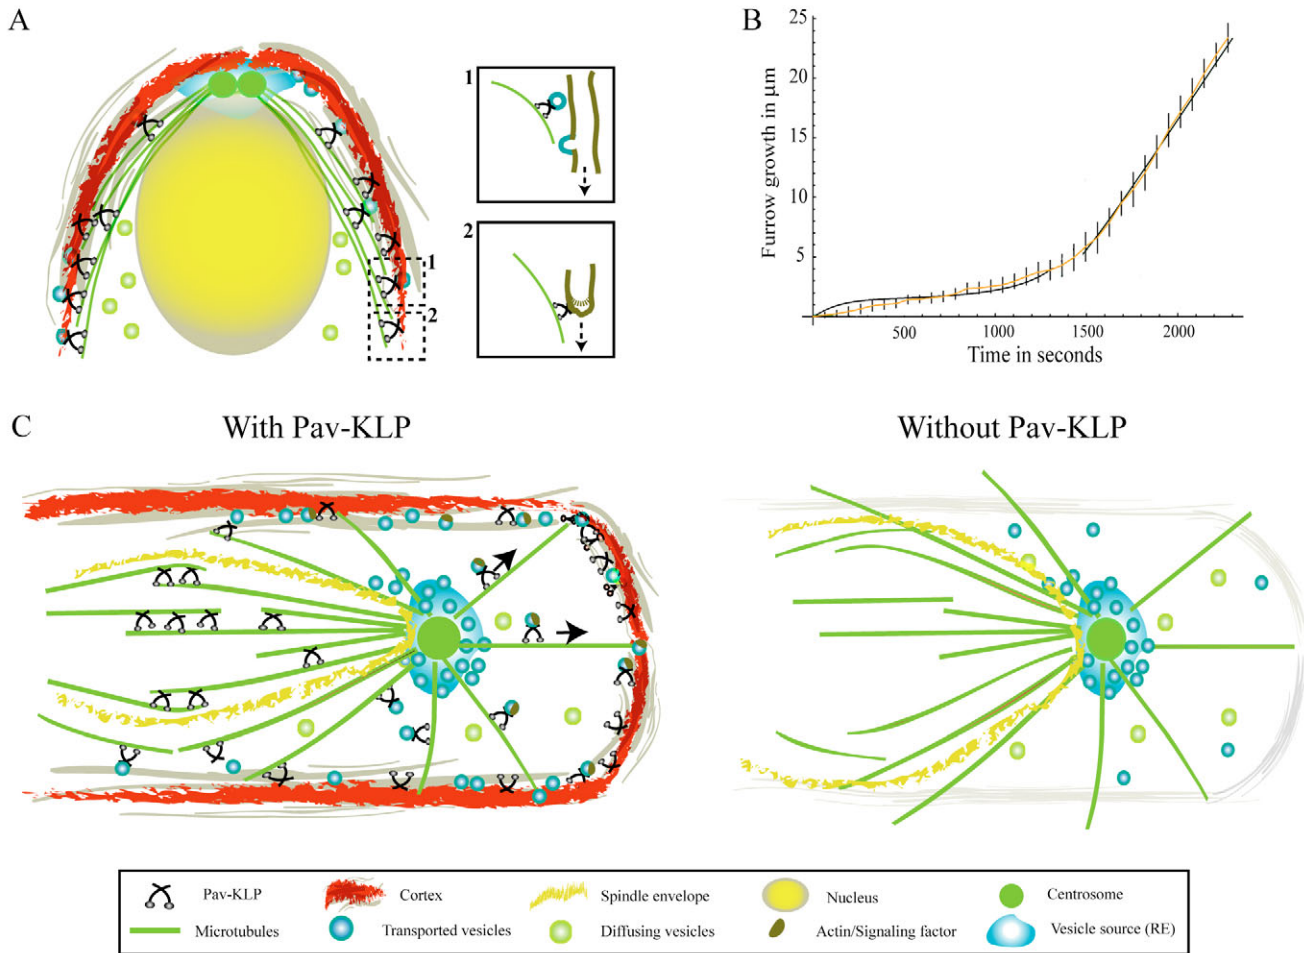 A
1
2
1
2
B
Furrow growth in µm
25
20
15
10
5
500 1000 1500 2000
Time in seconds
C
With Pav-KLP
Without Pav-KLP
Pav-KLP Cortex Spindle envelope Nucleus Centrosome
Microtubules Transported vesicles Diffusing vesicles Actin/Signaling factor Vesicle source (RE)